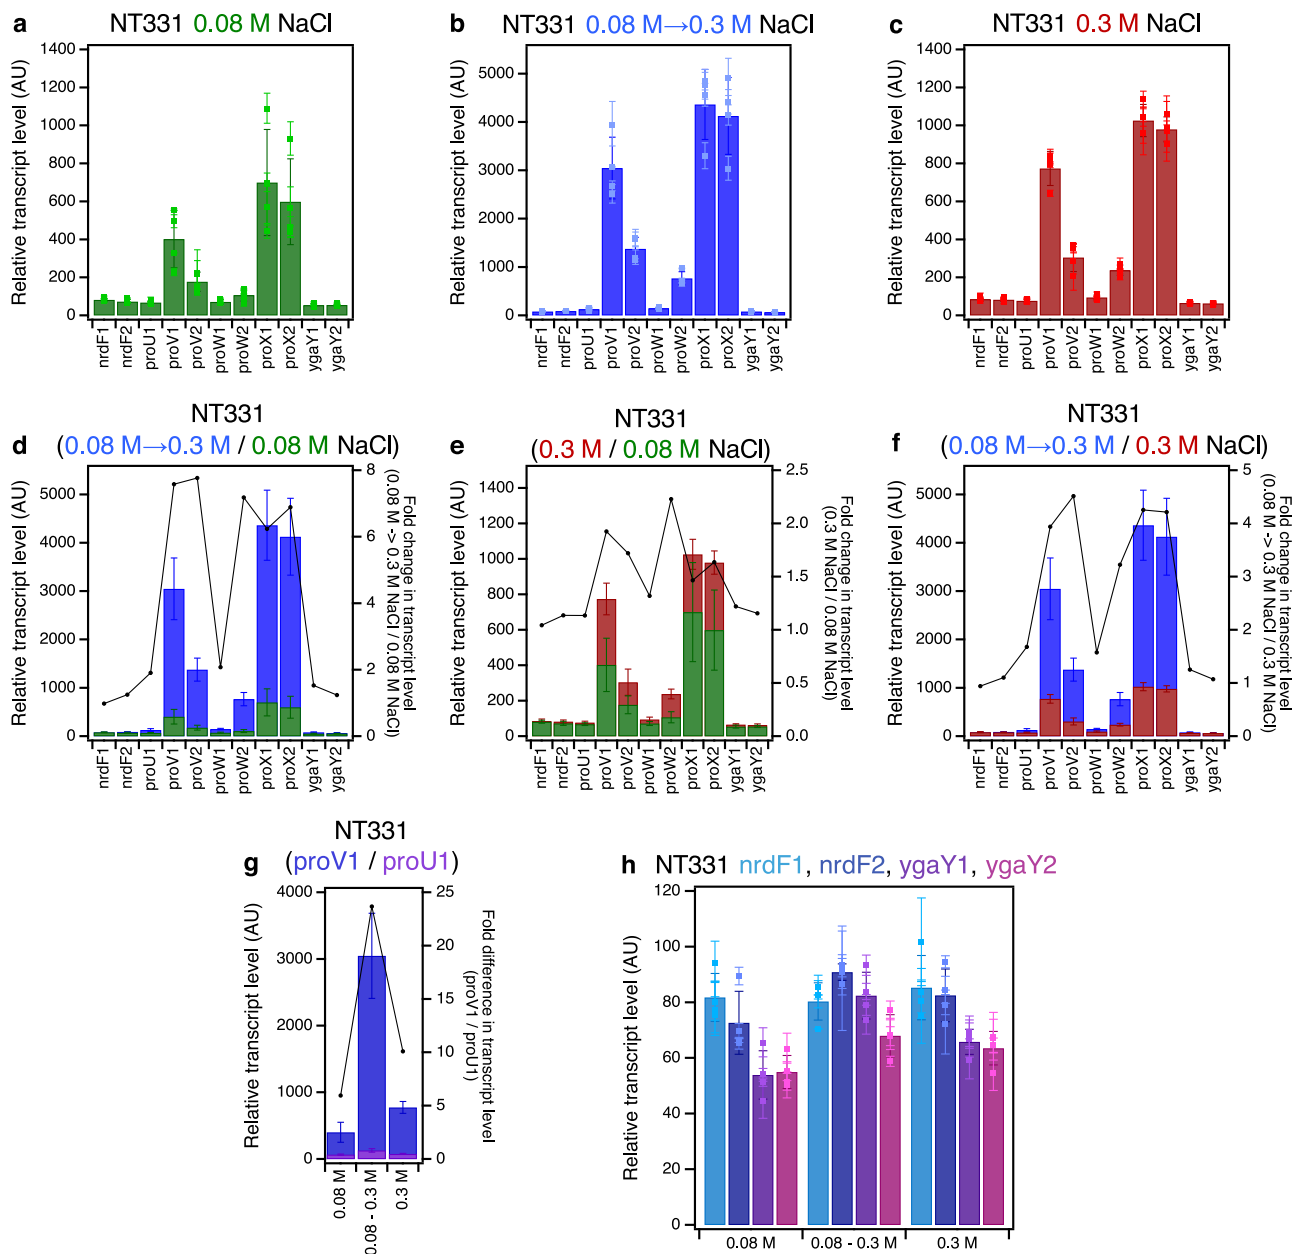 a NT331 0.08 M NaCl
Relative transcript level (AU)
1400
1200
1000
800
600
400
200
0
nrdF1 nrdF2 proU1 proV1 proV2 proW1 proW2 proX1 proX2 ygaY1 ygaY2
b NT331 0.08 M→0.3 M NaCl
Relative transcript level (AU)
5000
4000
3000
2000
1000
0
nrdF1 nrdF2 proU1 proV1 proV2 proW1 proW2 proX1 proX2 ygaY1 ygaY2
c NT331 0.3 M NaCl
Relative transcript level (AU)
1400
1200
1000
800
600
400
200
0
nrdF1 nrdF2 proU1 proV1 proV2 proW1 proW2 proX1 proX2 ygaY1 ygaY2
d NT331
(0.08 M→0.3 M / 0.08 M NaCl)
Relative transcript level (AU)
5000
4000
3000
2000
1000
0
8
6
4
2
0
Fold change in transcript level
(0.08 M -> 0.3 M NaCl / 0.08 M NaCl)
nrdF1 nrdF2 proU1 proV1 proV2 proW1 proW2 proX1 proX2 ygaY1 ygaY2
e NT331
(0.3 M / 0.08 M NaCl)
Relative transcript level (AU)
1400
1200
1000
800
600
400
200
0
2.5
2.0
1.5
1.0
0.5
0.0
Fold change in transcript level
(0.3 M NaCl / 0.08 M NaCl)
nrdF1 nrdF2 proU1 proV1 proV2 proW1 proW2 proX1 proX2 ygaY1 ygaY2
f NT331
(0.08 M→0.3 M / 0.3 M NaCl)
Relative transcript level (AU)
5000
4000
3000
2000
1000
0
5
4
3
2
1
0
Fold change in transcript level
(0.08 M -> 0.3 M NaCl / 0.3 M NaCl)
nrdF1 nrdF2 proU1 proV1 proV2 proW1 proW2 proX1 proX2 ygaY1 ygaY2
g NT331
(proV1 / proU1)
Relative transcript level (AU)
4000
3000
2000
1000
0
25
20
15
10
5
0
Fold difference in transcript level
(proV1 / proU1)
0.08 M 0.08 - 0.3 M 0.3 M
h NT331 nrdF1, nrdF2, ygaY1, ygaY2
Relative transcript level (AU)
120
100
80
60
40
20
0
0.08 M 0.08 - 0.3 M 0.3 M